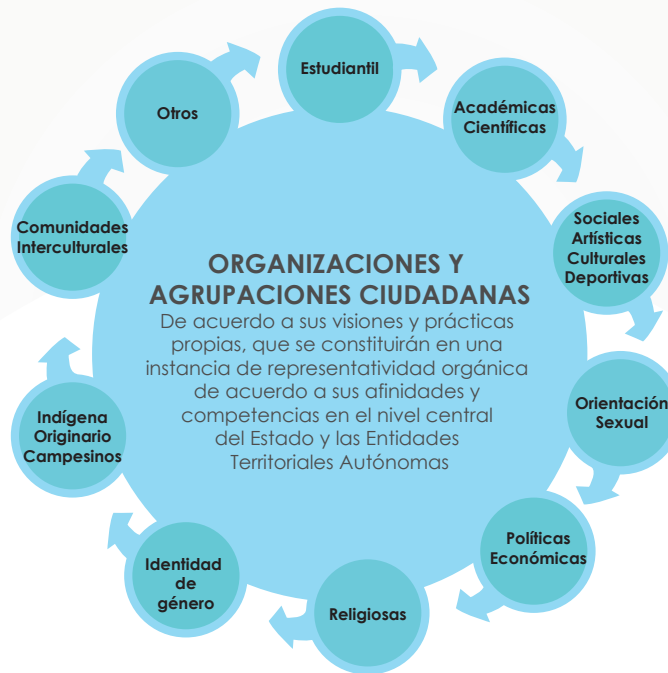 Estudiantil
Académicas
Científicas
Sociales
Artísticas
Culturales
Deportivas
Orientación
Sexual
Políticas
Económicas
Religiosas
Identidad
de
género
Indígena
Originario
Campesinos
Comunidades
Interculturales
Otros
ORGANIZACIONES Y
AGRUPACIONES CIUDADANAS
De acuerdo a sus visiones y prácticas
propias, que se constituirán en una
instancia de representatividad orgánica
de acuerdo a sus afinidades y
competencias en el nivel central
del Estado y las Entidades
Territoriales Autónomas